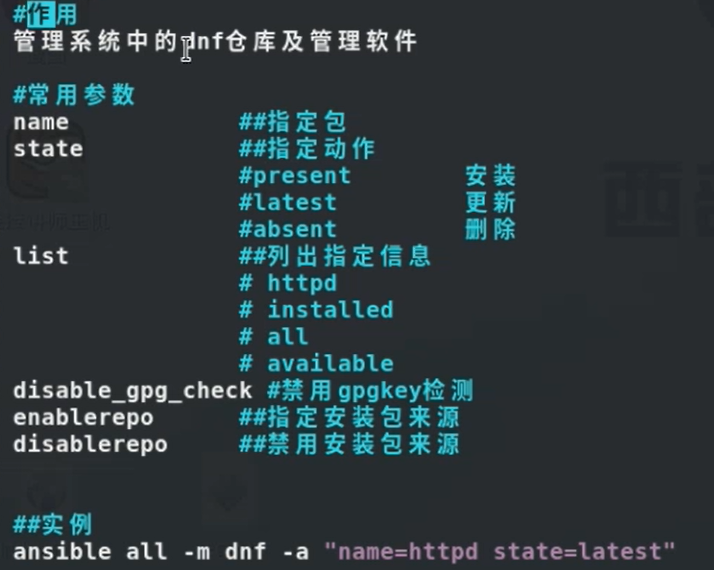 #作用
管理系统中的dnf仓库及管理软件
#常用参数
name ##指定包
state ##指定动作
#present 安装
#latest 更新
#absent 删除
list ##列出指定信息
# httpd
# installed
# all
# available
disable_gpg_check #禁用gpgkey检测
enablerepo ##指定安装包来源
disablerepo ##禁用安装包来源
##实例
ansible all -m dnf -a "name=httpd state=latest"